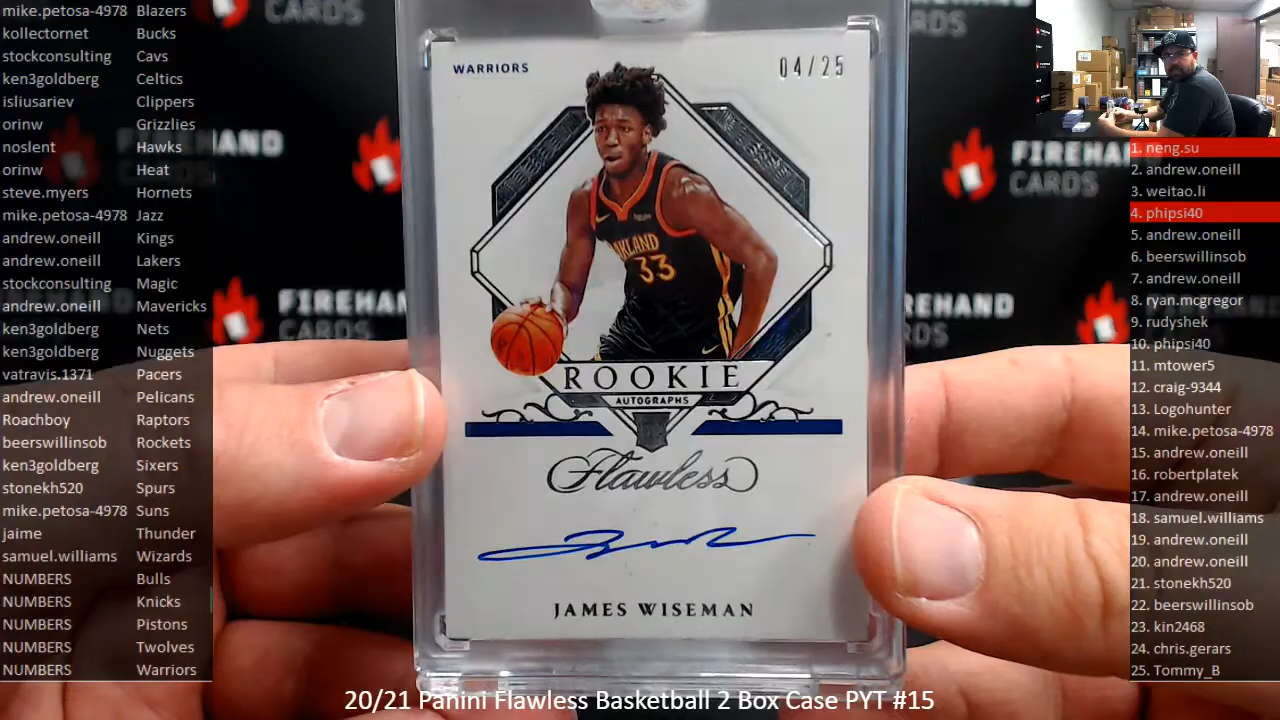 mike.petosa-4978 Blazers
kollectornet Bucks
stockconsulting Cavs
ken3goldberg Celtics
isliusariev Clippers
orinw Grizzlies
noslent Hawks
orinw Heat
steve.myers Hornets
mike.petosa-4978 Jazz
andrew.oneill Kings
andrew.oneill Lakers
stockconsulting Magic
andrew.oneill Mavericks
ken3goldberg Nets
ken3goldberg Nuggets
vatravis.1371 Pacers
andrew.oneill Pelicans
Roachboy Raptors
beerswillinsob Rockets
ken3goldberg Sixers
stonekh520 Spurs
mike.petosa-4978 Suns
jaime Thunder
samuel.williams Wizards
NUMBERS Bulls
NUMBERS Knicks
NUMBERS Pistons
NUMBERS Twolves
NUMBERS Warriors
FIREHAND
CARDS
FIREHAND
CARDS
WARRIORS
04/25
OAKLAND
33
ROOKIE
AUTOGRAPHS
Flawless
JAMES WISEMAN
FIREHAND
CARDS
FIREHAND
CARDS
1. neng.su
2. andrew.oneill
3. weitao.li
4. phipsi40
5. andrew.oneill
6. beerswillinsob
7. andrew.oneill
8. ryan.mcgregor
9. rudyshek
10. phipsi40
11. mtower5
12. craig-9344
13. Logohunter
14. mike.petosa-4978
15. andrew.oneill
16. robertplatek
17. andrew.oneill
18. samuel.williams
19. andrew.oneill
20. andrew.oneill
21. stonekh520
22. beerswillinsob
23. kin2468
24. chris.gerars
25. Tommy_B
20/21 Panini Flawless Basketball 2 Box Case PYT #15